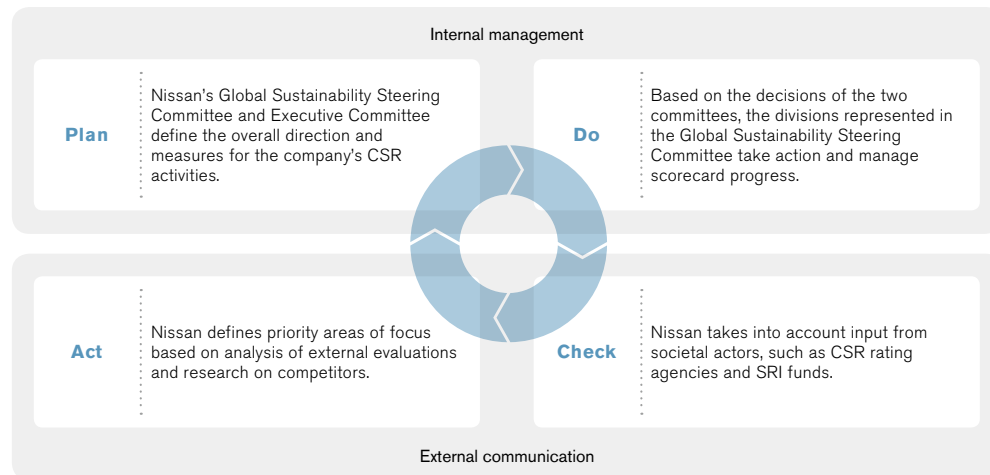 Internal management
Plan
Nissan's Global Sustainability Steering
Committee and Executive Committee
define the overall direction and
measures for the company's CSR
activities.
Do
Based on the decisions of the two
committees, the divisions represented in
the Global Sustainability Steering
Committee take action and manage
scorecard progress.
Act
Nissan defines priority areas of focus
based on analysis of external evaluations
and research on competitors.
Check
Nissan takes into account input from
societal actors, such as CSR rating
agencies and SRI funds.
External communication